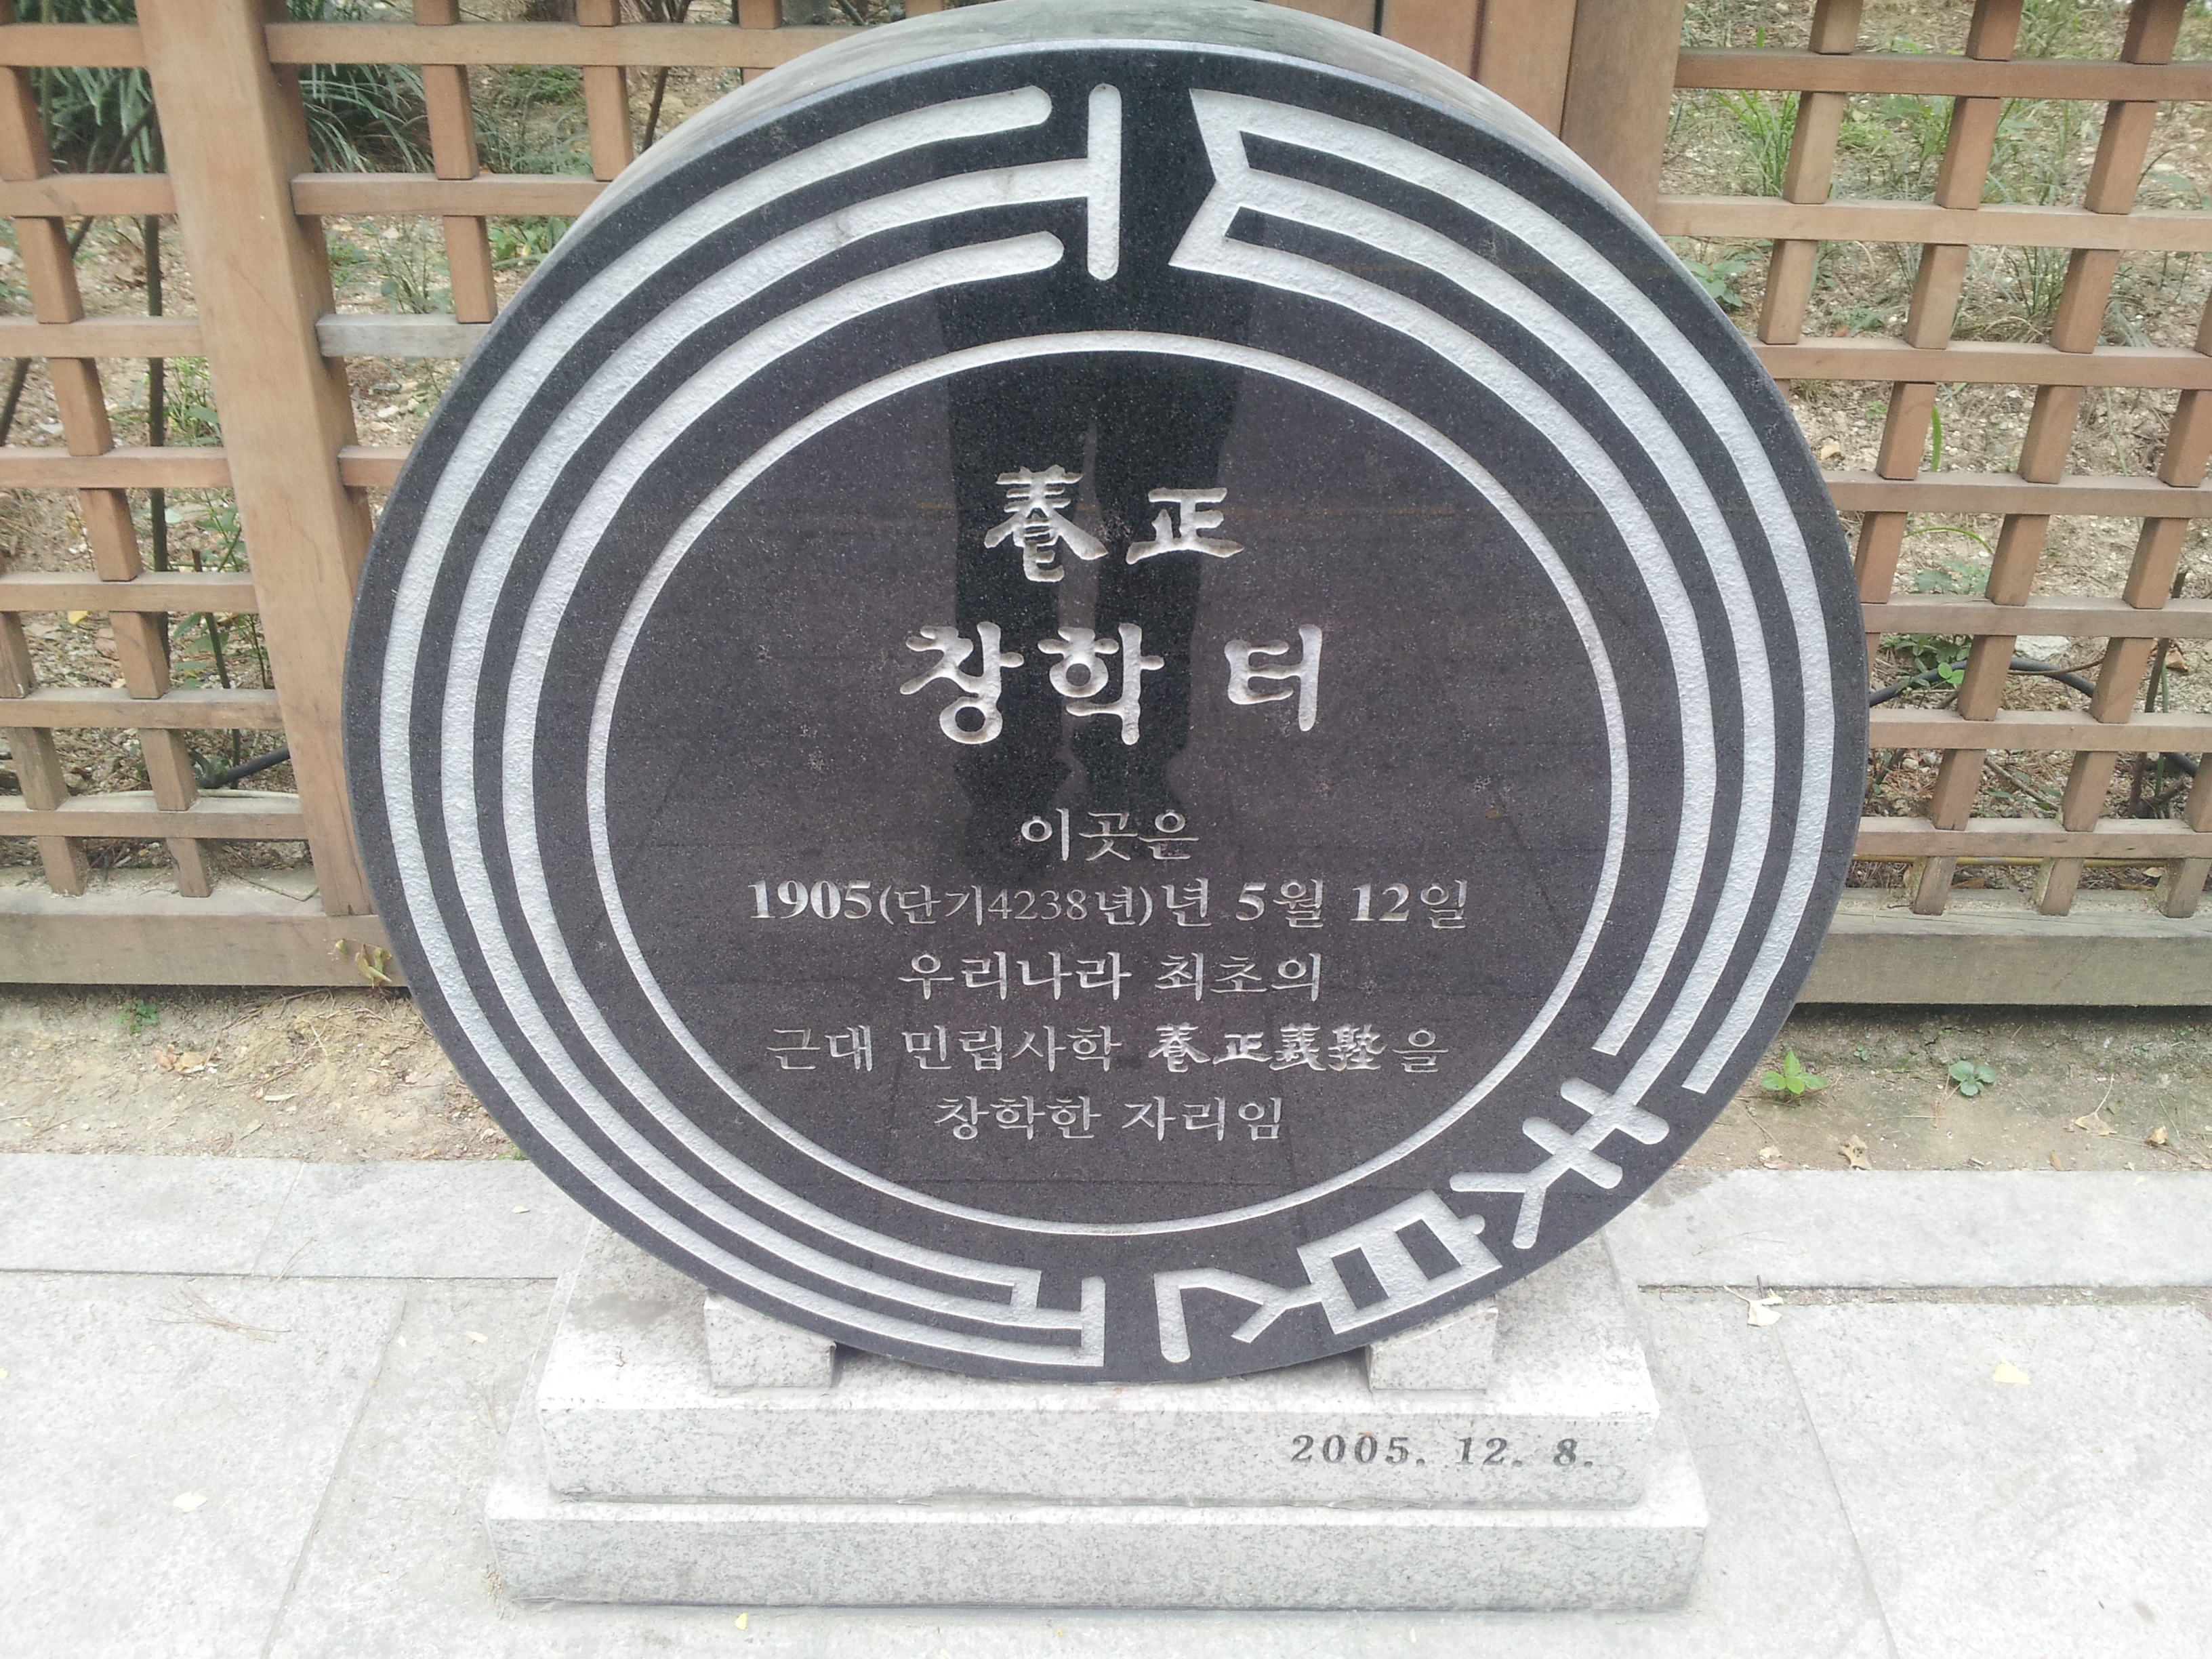 養正
창학 터
이곳은
1905(단기4238년)년 5월 12일
우리나라 최초의
근대 민립사학 養正義塾을
창학한 자리임
2005. 12. 8.